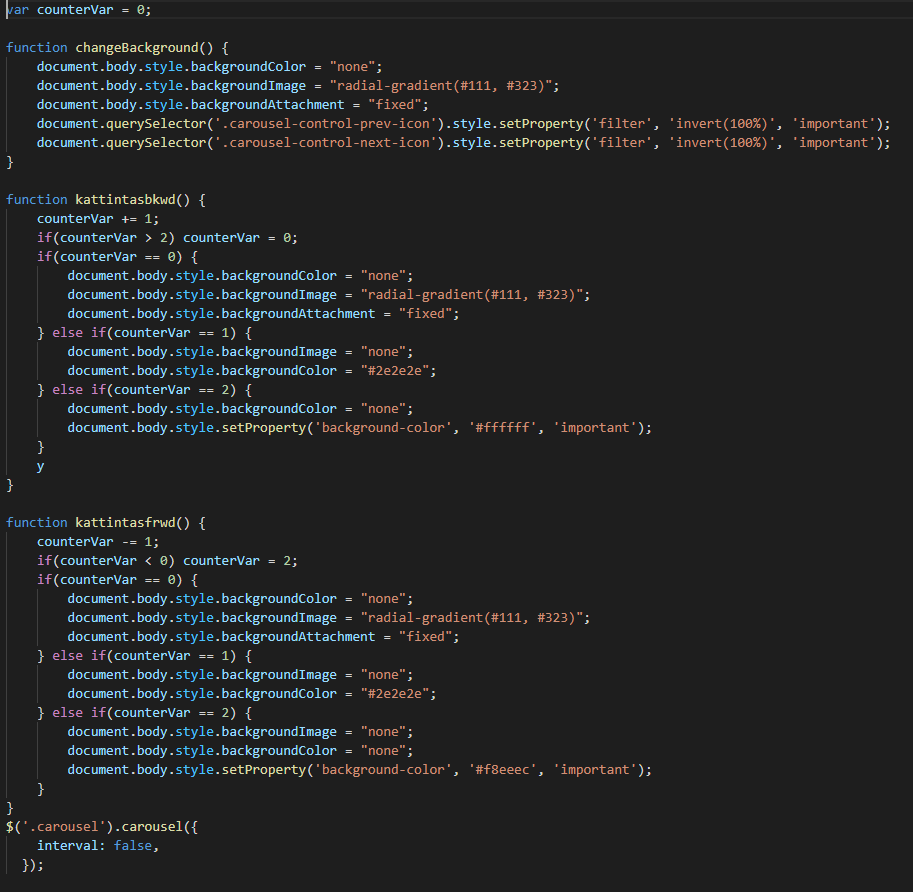 var counterVar = 0;
function changeBackground() {
document.body.style.backgroundColor = "none";
document.body.style.backgroundImage = "radial-gradient(#111, #323)";
document.body.style.backgroundAttachment = "fixed";
document.querySelector('.carousel-control-prev-icon').style.setProperty('filter', 'invert(100%)', 'important');
document.querySelector('.carousel-control-next-icon').style.setProperty('filter', 'invert(100%)', 'important');
}
function kattintasbkwd() {
counterVar += 1;
if(counterVar > 2) counterVar = 0;
if(counterVar == 0) {
document.body.style.backgroundColor = "none";
document.body.style.backgroundImage = "radial-gradient(#111, #323)";
document.body.style.backgroundAttachment = "fixed";
} else if(counterVar == 1) {
document.body.style.backgroundImage = "none";
document.body.style.backgroundColor = "#2e2e2e";
} else if(counterVar == 2) {
document.body.style.backgroundColor = "none";
document.body.style.setProperty('background-color', '#ffffff', 'important');
}
y
}
function kattintasfrwd() {
counterVar -= 1;
if(counterVar < 0) counterVar = 2;
if(counterVar == 0) {
document.body.style.backgroundColor = "none";
document.body.style.backgroundImage = "radial-gradient(#111, #323)";
document.body.style.backgroundAttachment = "fixed";
} else if(counterVar == 1) {
document.body.style.backgroundImage = "none";
document.body.style.backgroundColor = "#2e2e2e";
} else if(counterVar == 2) {
document.body.style.backgroundImage = "none";
document.body.style.backgroundColor = "none";
document.body.style.setProperty('background-color', '#f8eeec', 'important');
}
}
$('.carousel').carousel({
interval: false,
});